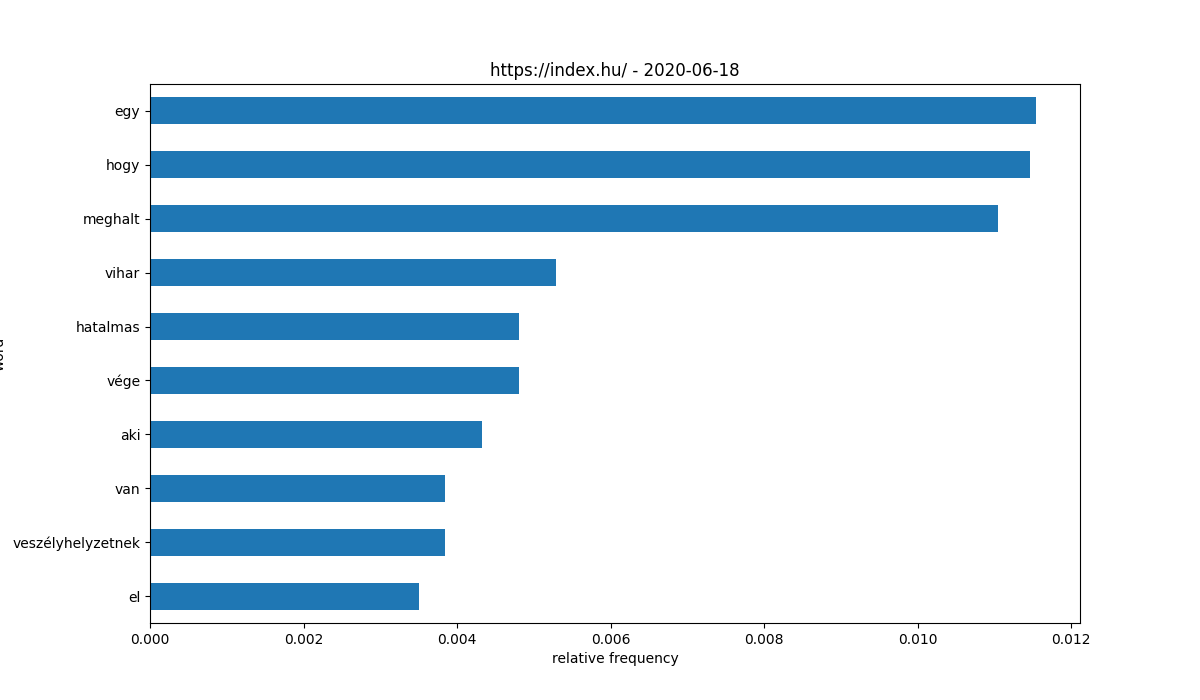 https://index.hu/ - 2020-06-18
egy
hogy
meghalt
vihar
hatalmas
vége
aki
van
veszélyhelyzetnek
el
0.000 0.002 0.004 0.006 0.008 0.010 0.012
relative frequency